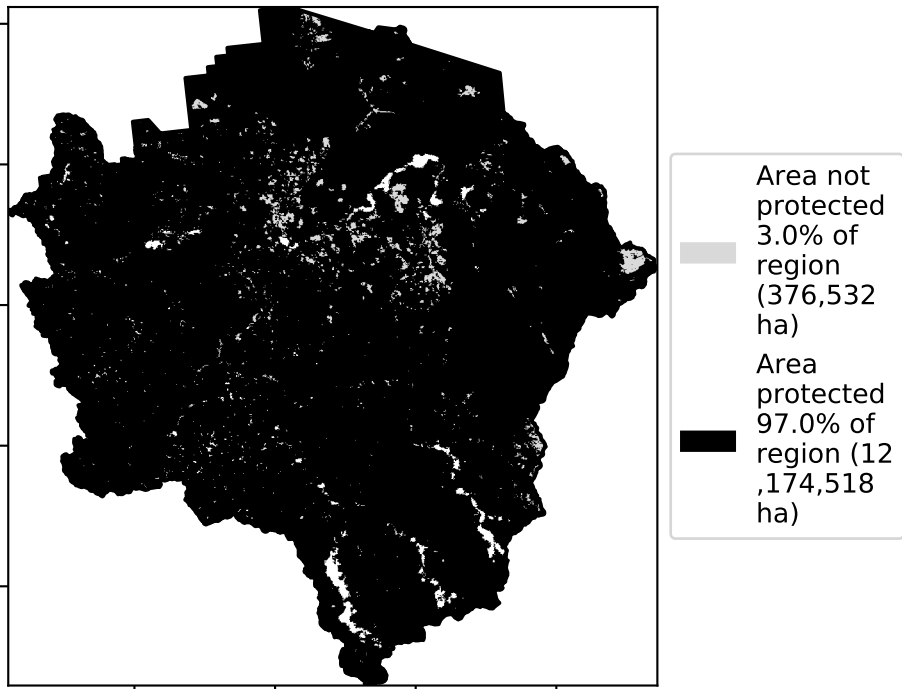 Area not
protected
3.0% of
region
(376,532
ha)
Area
protected
97.0% of
region (12
,174,518
ha)